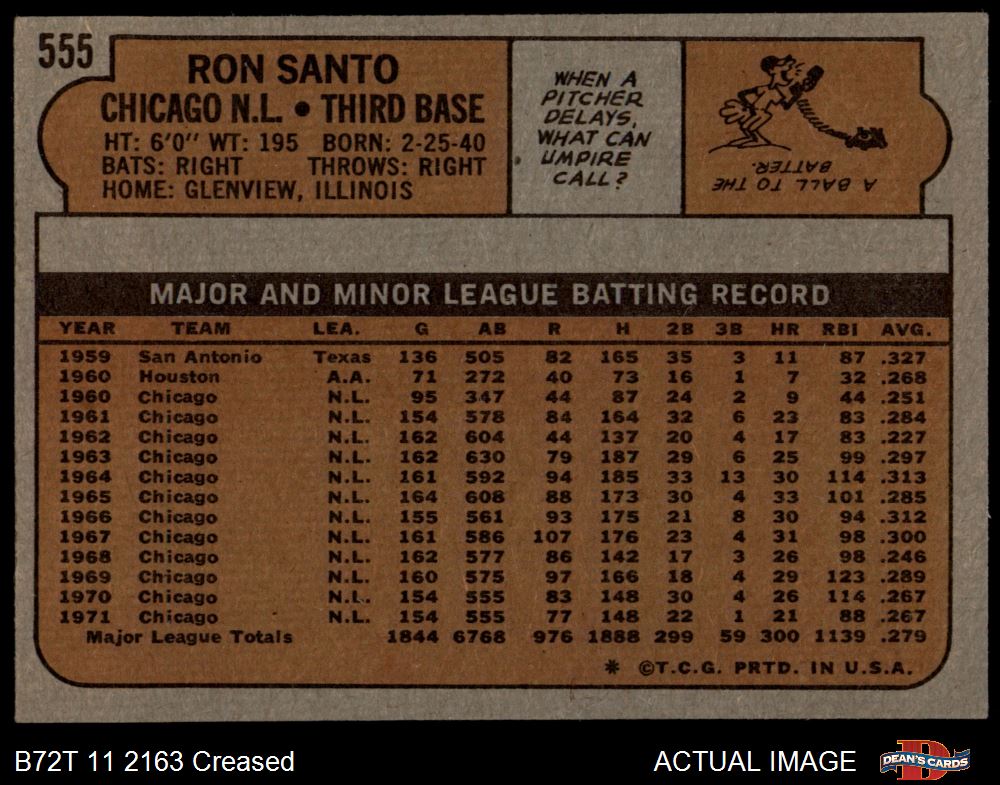 555
RON SANTO
CHICAGO N.L. • THIRD BASE
HT: 6'0" WT: 195 BORN: 2-25-40
BATS: RIGHT THROWS: RIGHT
HOME: GLENVIEW, ILLINOIS
WHEN A
PITCHER
DELAYS,
WHAT CAN
UMPIRE
CALL?
A BALL TO THE
BATTER.
MAJOR AND MINOR LEAGUE BATTING RECORD
YEAR TEAM LEA. G AB R H 2B 3B HR RBI AVG.
1959 San Antonio Texas 136 505 82 165 35 3 11 87 .327
1960 Houston A.A. 71 272 40 73 16 1 7 32 .268
1960 Chicago N.L. 95 347 44 87 24 2 9 44 .251
1961 Chicago N.L. 154 578 84 164 32 6 23 83 .284
1962 Chicago N.L. 162 604 44 137 20 4 17 83 .227
1963 Chicago N.L. 162 630 79 187 29 6 25 99 .297
1964 Chicago N.L. 161 592 94 185 33 13 30 114 .313
1965 Chicago N.L. 164 608 88 173 30 4 33 101 .285
1966 Chicago N.L. 155 561 93 175 21 8 30 94 .312
1967 Chicago N.L. 161 586 107 176 23 4 31 98 .300
1968 Chicago N.L. 162 577 86 142 17 3 26 98 .246
1969 Chicago N.L. 160 575 97 166 18 4 29 123 .289
1970 Chicago N.L. 154 555 83 148 30 4 26 114 .267
1971 Chicago N.L. 154 555 77 148 22 1 21 88 .267
Major League Totals 1844 6768 976 1888 299 59 300 1139 .279
* ©T.C.G. PRTD. IN U.S.A.
B72T 11 2163 Creased
ACTUAL IMAGE
D
DEAN'S CARDS